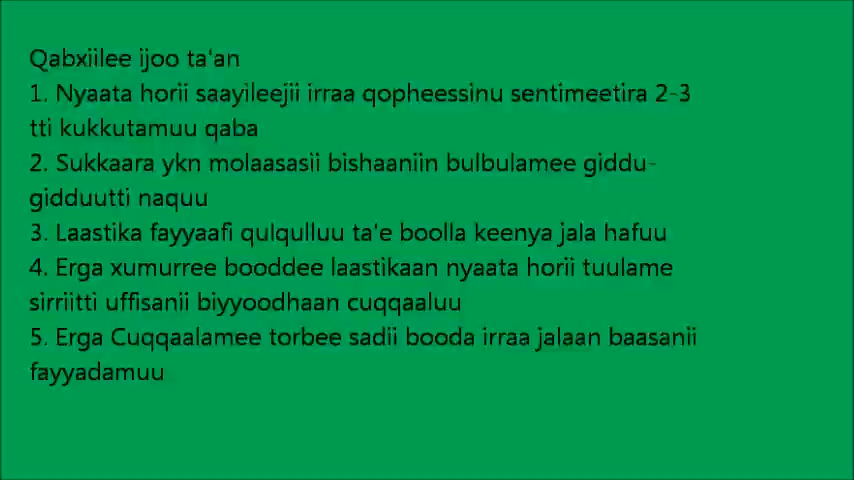 Qabxiilee ijoo ta'an
1. Nyaata horii saayileejii irraa qopheessinu sentimeetira 2-3
tti kukkutamuu qaba
2. Sukkaara ykn molaasasii bishaaniin bulbulamee giddu-
gidduutti naquu
3. Laastika fayyaafi qulqulluu ta'e boolla keenya jala hafuu
4. Erga xumurree booddee laastikaan nyaata horii tuulame
sirriitti uffisanii biyyoodhaan cuqqaaluu
5. Erga Cuqqaalamee torbee sadii booda irraa jalaan baasanii
fayyadamuu